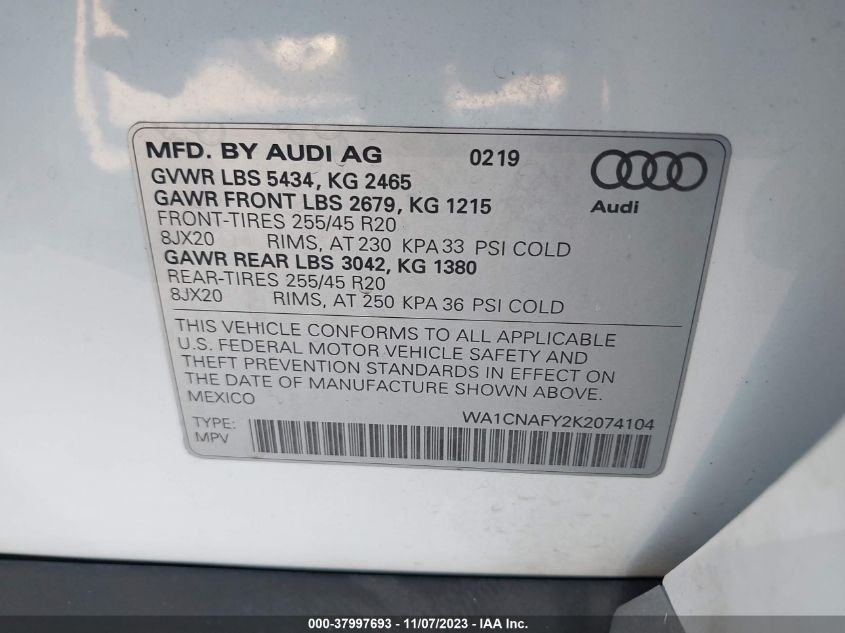 MFD. BY AUDI AG 0219
GVWR LBS 5434, KG 2465
GAWR FRONT LBS 2679, KG 1215
Audi
FRONT-TIRES 255/45 R20
8JX20 RIMS, AT 230 KPA 33 PSI COLD
GAWR REAR LBS 3042, KG 1380
REAR-TIRES 255/45 R20
8JX20 RIMS, AT 250 KPA 36 PSI COLD
THIS VEHICLE CONFORMS TO ALL APPLICABLE
U.S. FEDERAL MOTOR VEHICLE SAFETY AND
THEFT PREVENTION STANDARDS IN EFFECT ON
THE DATE OF MANUFACTURE SHOWN ABOVE.
MEXICO
WA1CNAFY2K2074104
TYPE:
MPV
000-37997693 - 11/07/2023 - IAA Inc.